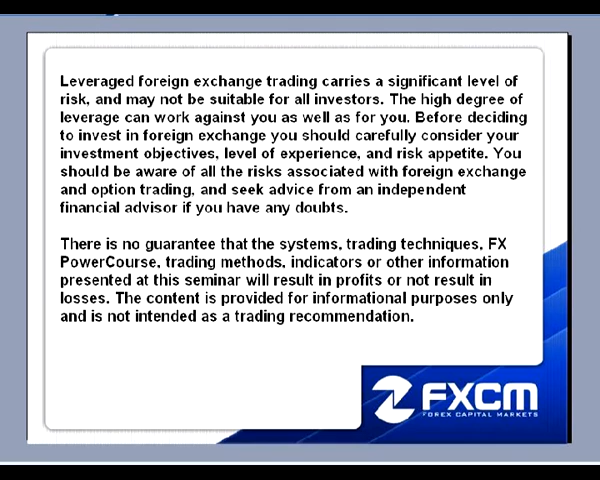 Leveraged foreign exchange trading carries a significant level of
risk, and may not be suitable for all investors. The high degree of
leverage can work against you as well as for you. Before deciding
to invest in foreign exchange you should carefully consider your
investment objectives, level of experience, and risk appetite. You
should be aware of all the risks associated with foreign exchange
and option trading, and seek advice from an independent
financial advisor if you have any doubts.
There is no guarantee that the systems, trading techniques, FX
PowerCourse, trading methods, indicators or other information
presented at this seminar will result in profits or not result in
losses. The content is provided for informational purposes only
and is not intended as a trading recommendation.
FXCM
FOREX CAPITAL MARKETS